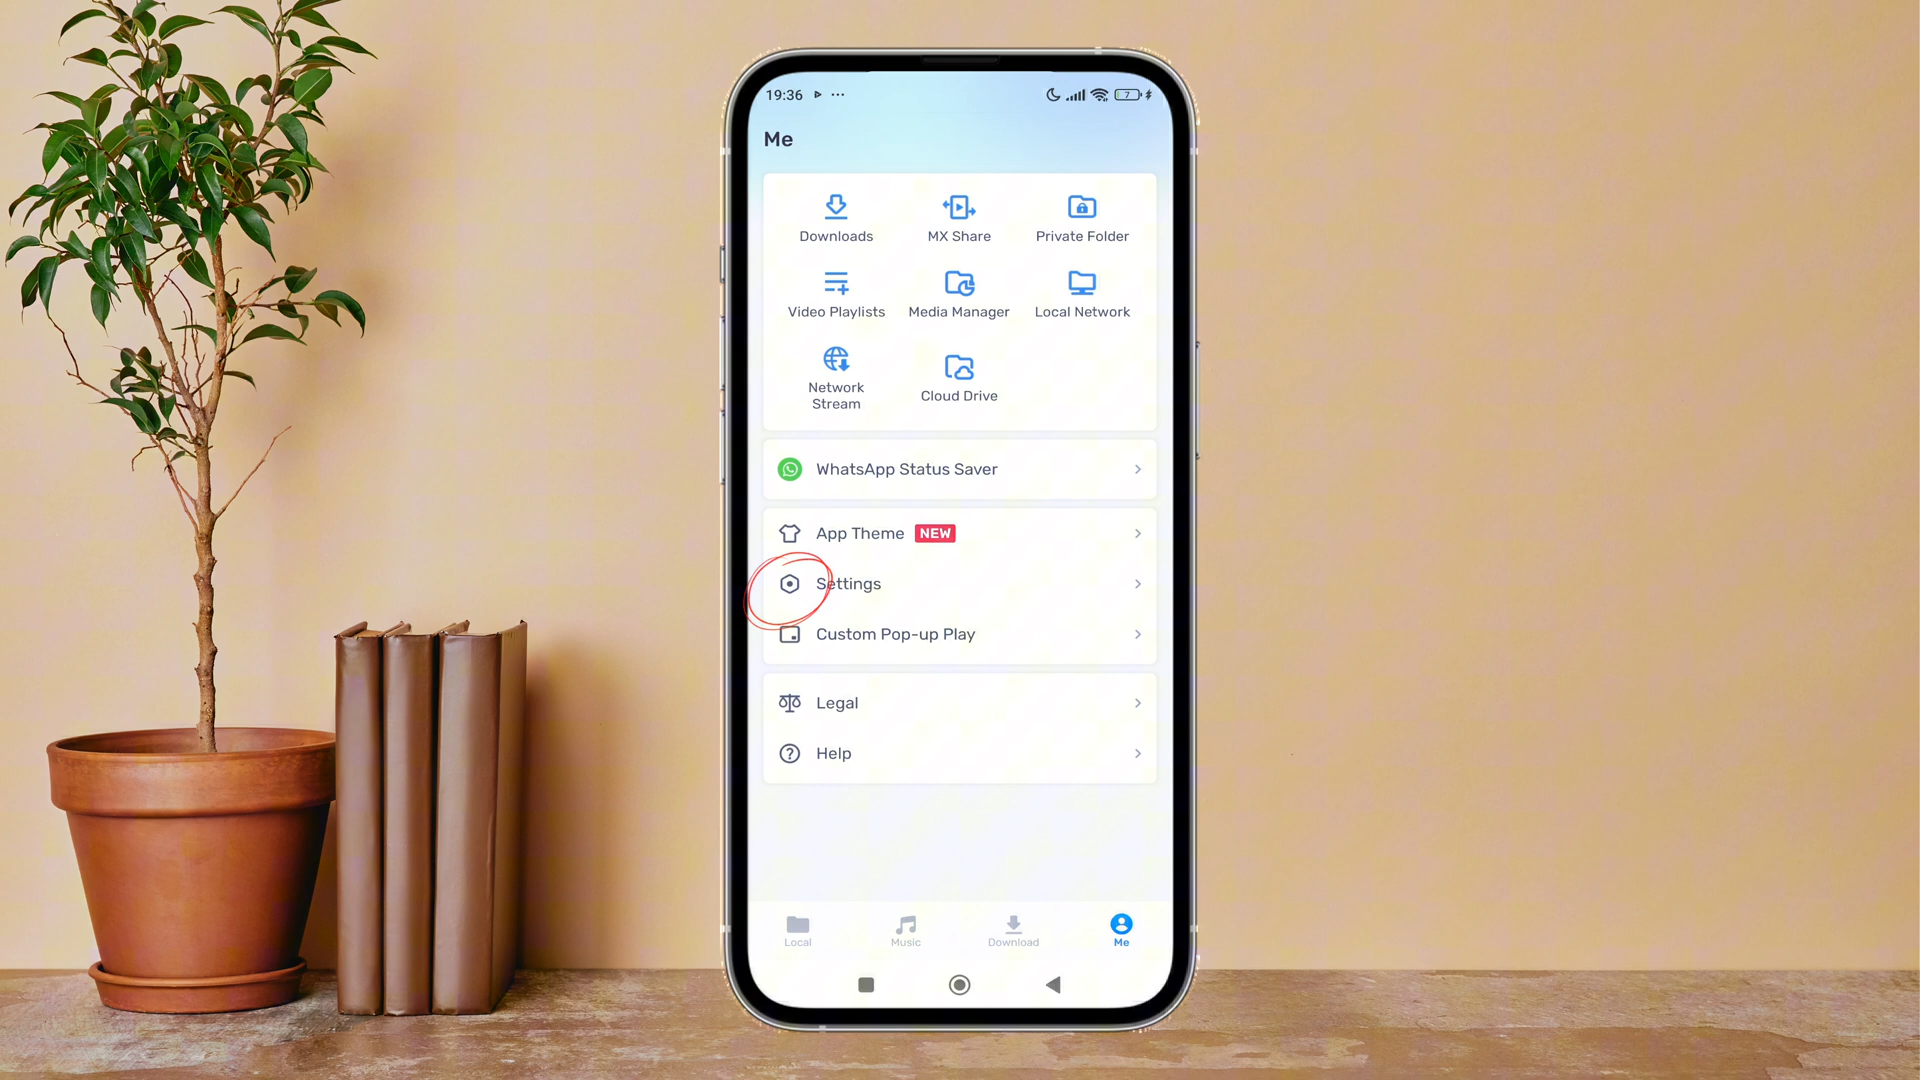 19:36
7
Me
Downloads
MX Share
Private Folder
Video Playlists
Media Manager
Local Network
Network
Stream
Cloud Drive
WhatsApp Status Saver
App Theme NEW
Settings
Custom Pop-up Play
Legal
Help
Local
Music
Download
Me